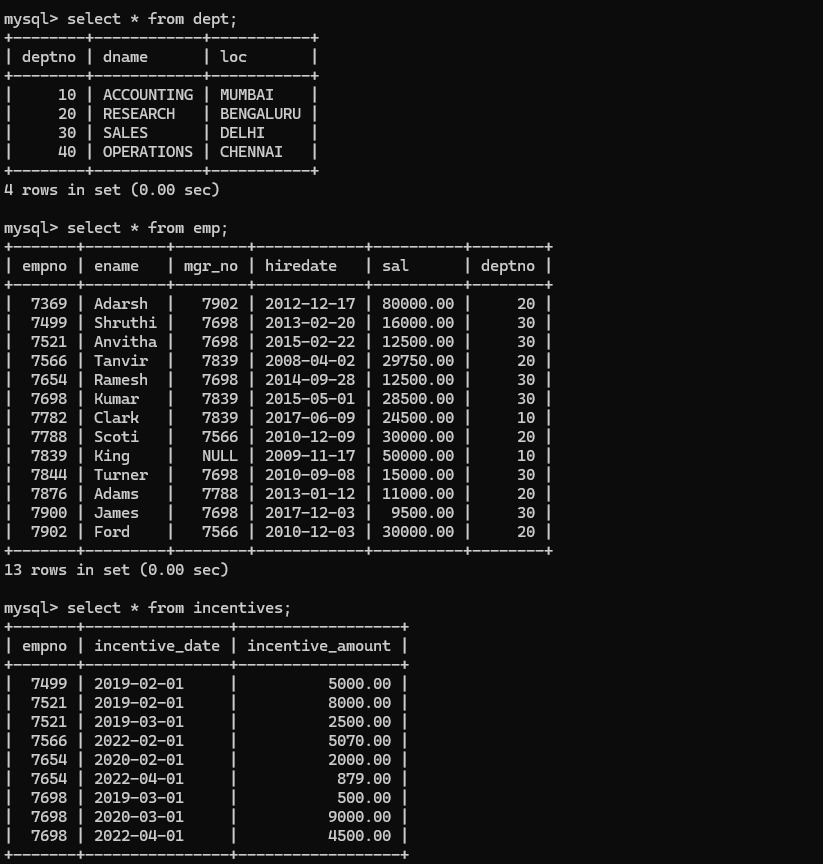 mysql> select * from dept;
+--------+------------+-----------+
| deptno | dname      | loc       |
+--------+------------+-----------+
|     10 | ACCOUNTING | MUMBAI    |
|     20 | RESEARCH   | BENGALURU |
|     30 | SALES      | DELHI     |
|     40 | OPERATIONS | CHENNAI   |
+--------+------------+-----------+
4 rows in set (0.00 sec)

mysql> select * from emp;
+-------+---------+--------+------------+----------+--------+
| empno | ename   | mgr_no | hiredate   | sal      | deptno |
+-------+---------+--------+------------+----------+--------+
|  7369 | Adarsh  |   7902 | 2012-12-17 | 80000.00 |     20 |
|  7499 | Shruthi |   7698 | 2013-02-20 | 16000.00 |     30 |
|  7521 | Anvitha |   7698 | 2015-02-22 | 12500.00 |     30 |
|  7566 | Tanvir  |   7839 | 2008-04-02 | 29750.00 |     20 |
|  7654 | Ramesh  |   7698 | 2014-09-28 | 12500.00 |     30 |
|  7698 | Kumar   |   7839 | 2015-05-01 | 28500.00 |     30 |
|  7782 | Clark   |   7839 | 2017-06-09 | 24500.00 |     10 |
|  7788 | Scoti   |   7566 | 2010-12-09 | 30000.00 |     20 |
|  7839 | King    |   NULL | 2009-11-17 | 50000.00 |     10 |
|  7844 | Turner  |   7698 | 2010-09-08 | 15000.00 |     30 |
|  7876 | Adams   |   7788 | 2013-01-12 | 11000.00 |     20 |
|  7900 | James   |   7698 | 2017-12-03 |  9500.00 |     30 |
|  7902 | Ford    |   7566 | 2010-12-03 | 30000.00 |     20 |
+-------+---------+--------+------------+----------+--------+
13 rows in set (0.00 sec)

mysql> select * from incentives;
+-------+----------------+------------------+
| empno | incentive_date | incentive_amount |
+-------+----------------+------------------+
|  7499 | 2019-02-01     |          5000.00 |
|  7521 | 2019-02-01     |          8000.00 |
|  7521 | 2019-03-01     |          2500.00 |
|  7566 | 2022-02-01     |          5070.00 |
|  7654 | 2020-02-01     |          2000.00 |
|  7654 | 2022-04-01     |           879.00 |
|  7698 | 2019-03-01     |           500.00 |
|  7698 | 2020-03-01     |          9000.00 |
|  7698 | 2022-04-01     |          4500.00 |
+-------+----------------+------------------+